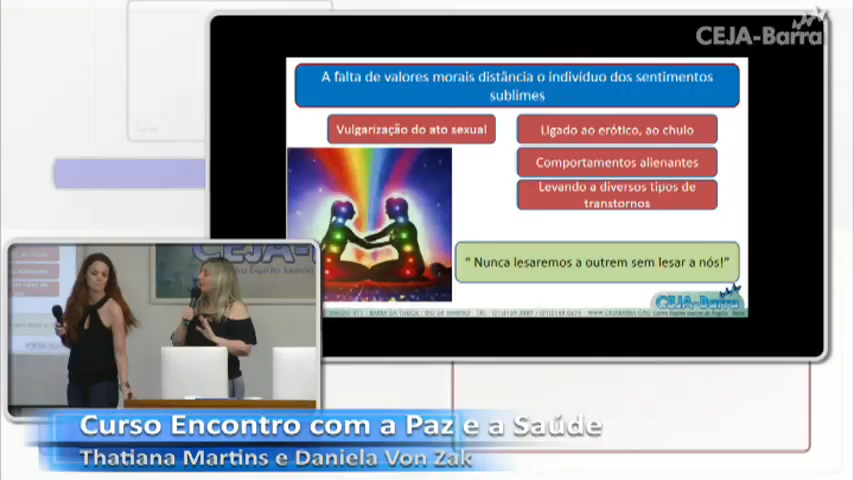 CEJA-Barra
A falta de valores morais distância o indivíduo dos sentimentos
sublimes
Vulgarização do ato sexual
Ligado ao erótico, ao chulo
Comportamentos alienantes
Levando a diversos tipos de
transtornos
“ Nunca lesaremos a outrem sem lesar a nós!”
CEJA-Barra
CEJA-B
Curso Encontro com a Paz e a Saúde
Thatiana Martins e Daniela Von Zak